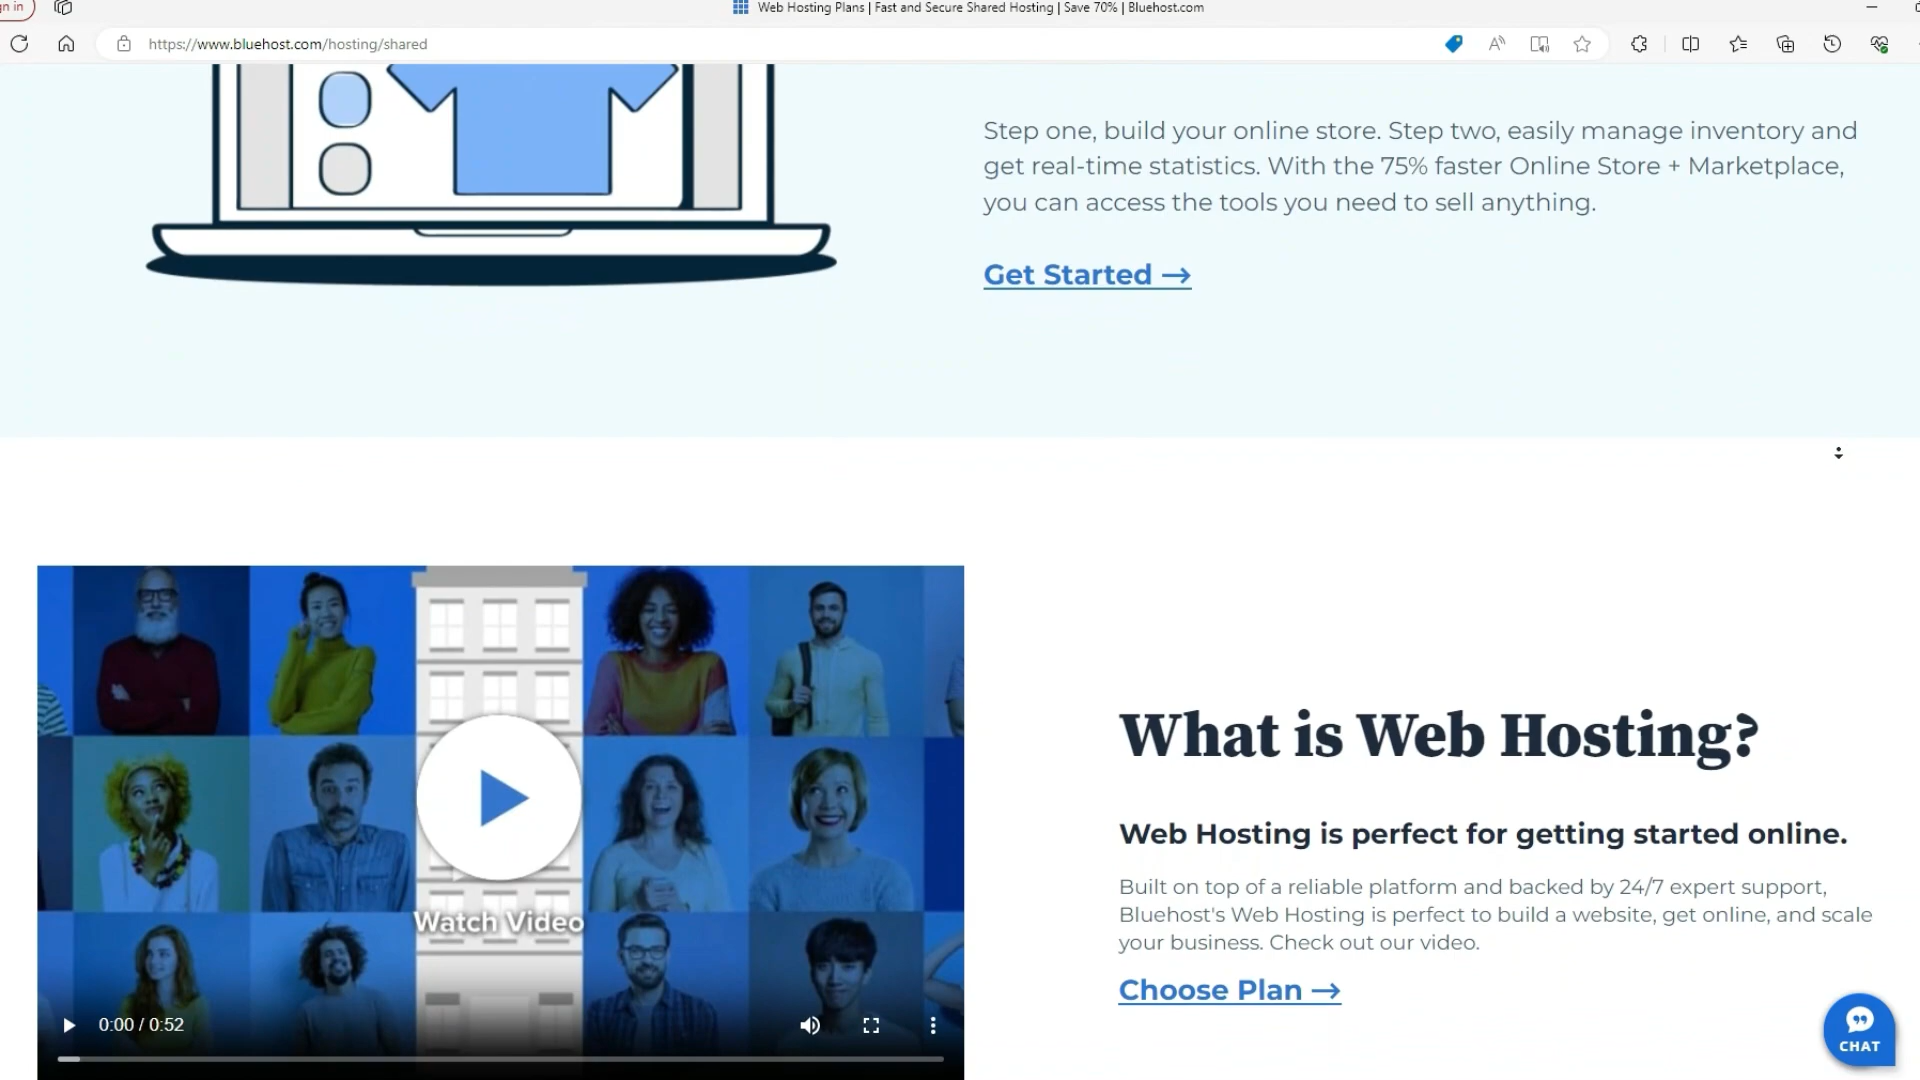 gn in
Web Hosting Plans | Fast and Secure Shared Hosting | Save 70% | Bluehost.com
https://www.bluehost.com/hosting/shared
Step one, build your online store. Step two, easily manage inventory and
get real-time statistics. With the 75% faster Online Store + Marketplace,
you can access the tools you need to sell anything.
Get Started →
What is Web Hosting?
Web Hosting is perfect for getting started online.
Built on top of a reliable platform and backed by 24/7 expert support,
Bluehost's Web Hosting is perfect to build a website, get online, and scale
your business. Check out our video.
Choose Plan →
Watch Video
0:00 / 0:52
CHAT